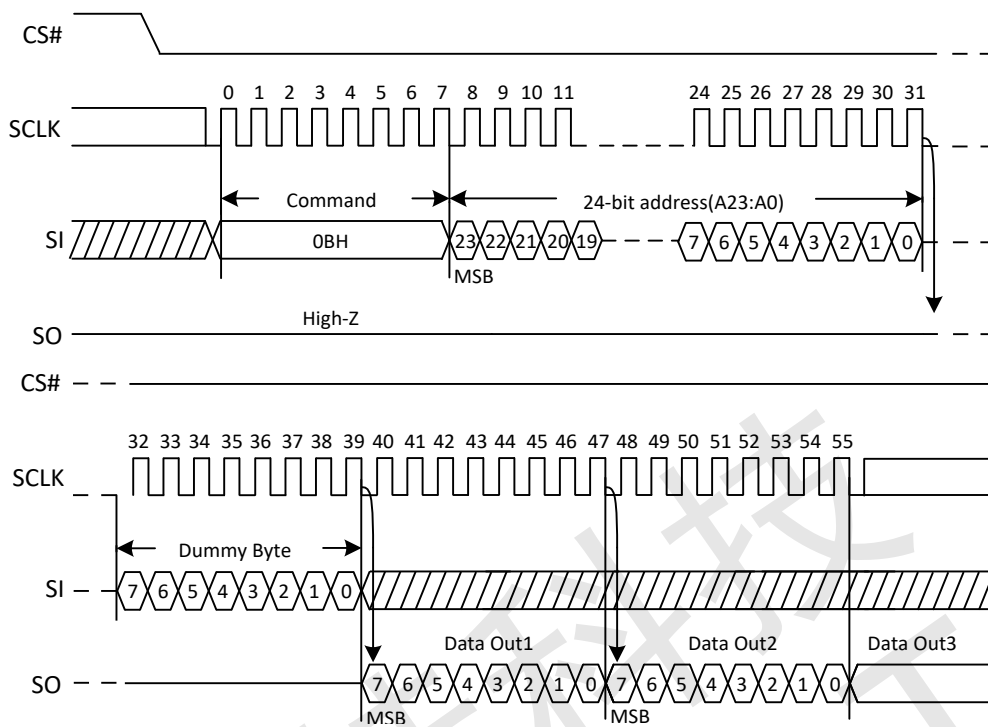 CS#
0 1 2 3 4 5 6 7 8 9 10 11 24 25 26 27 28 29 30 31
SCLK
Command 24-bit address(A23:A0)
SI 0BH 23 22 21 20 19 7 6 5 4 3 2 1 0
MSB
High-Z
SO
CS#
32 33 34 35 36 37 38 39 40 41 42 43 44 45 46 47 48 49 50 51 52 53 54 55
SCLK
Dummy Byte
SI 7 6 5 4 3 2 1 0
Data Out1 Data Out2 Data Out3
SO 7 6 5 4 3 2 1 0 7 6 5 4 3 2 1 0
MSB MSB
科技